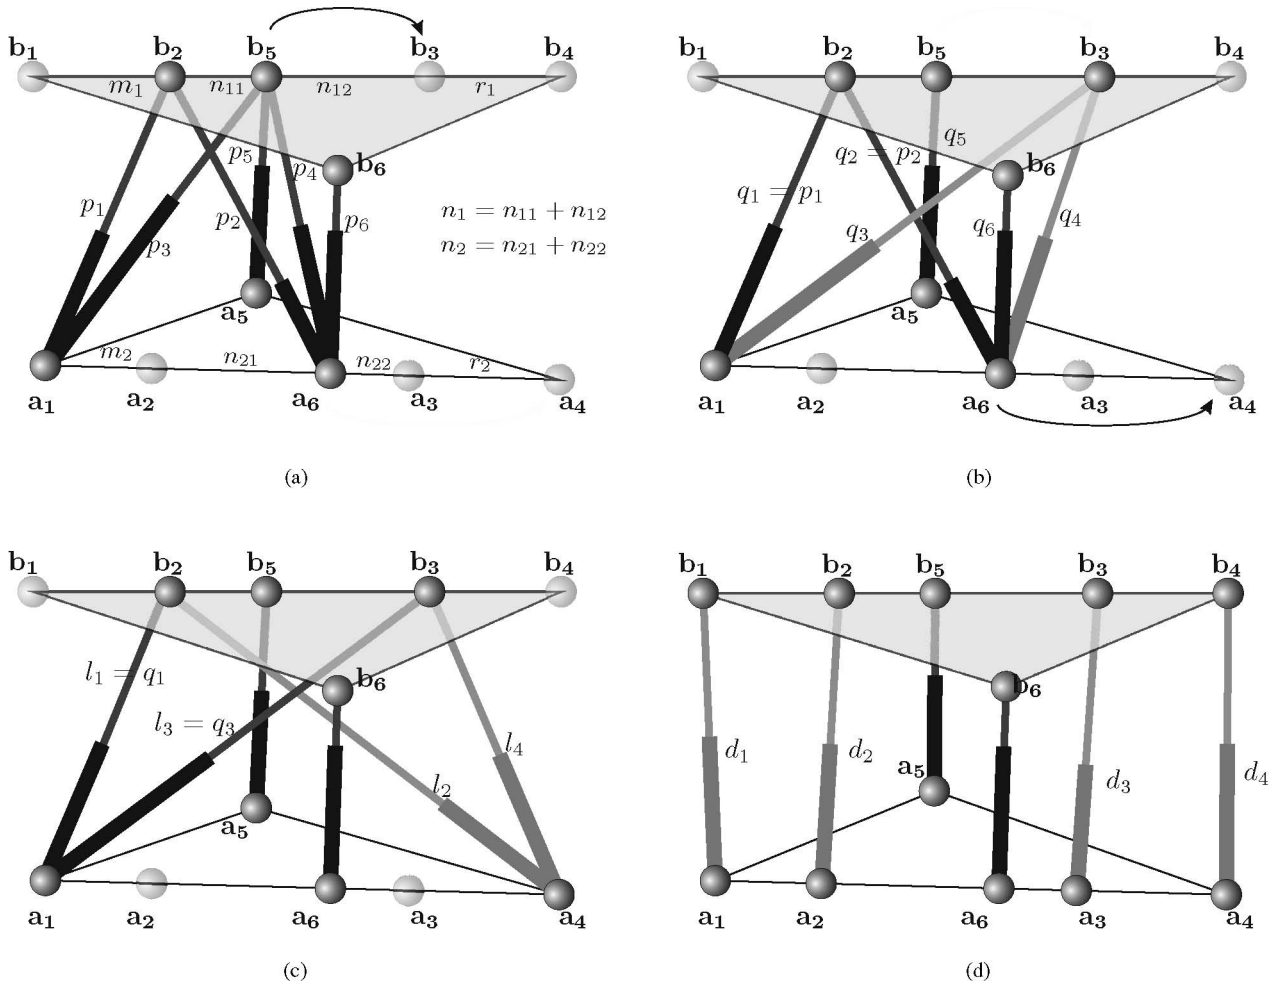 b₁ b₂ b₅ b₃ b₄
m₁ n₁₁ n₁₂ r₁
p₅ p₄ b₆
p₁ p₃ p₂ p₆
n₁ = n₁₁ + n₁₂
n₂ = n₂₁ + n₂₂
a₅
m₂ n₂₁ n₂₂ r₂
a₁ a₂ a₆ a₃ a₄
(a)
b₁ b₂ b₅ b₃ b₄
q₅
q₂ = p₂ b₆
q₁ = p₁
q₃ q₆ q₄
a₅
a₁ a₂ a₆ a₃ a₄
(b)
b₁ b₂ b₅ b₃ b₄
l₁ = q₁ b₆
l₃ = q₃
l₄
l₂
a₅
a₁ a₂ a₆ a₃ a₄
(c)
b₁ b₂ b₅ b₃ b₄
b₆
d₁ d₂ a₅ d₃ d₄
a₁ a₂ a₆ a₃ a₄
(d)